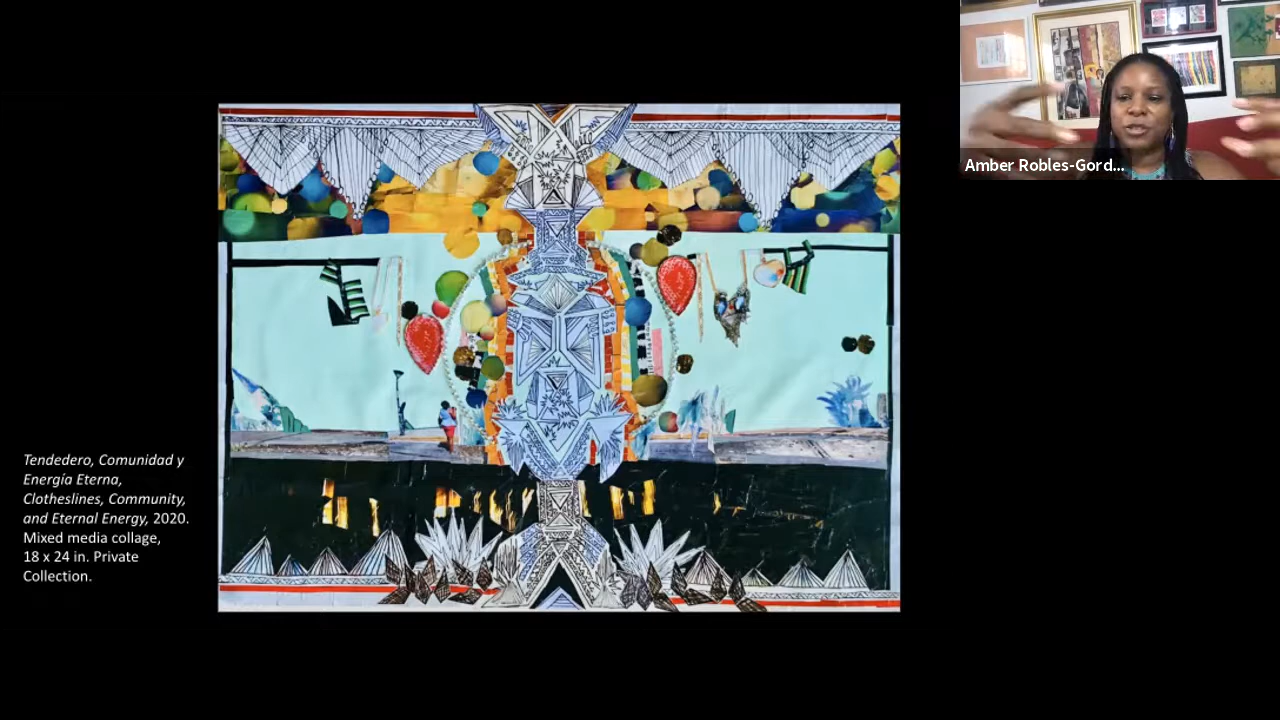 Amber Robles-Gord...
Tendedero, Comunidad y
Energía Eterna,
Clotheslines, Community,
and Eternal Energy, 2020.
Mixed media collage,
18 x 24 in. Private
Collection.